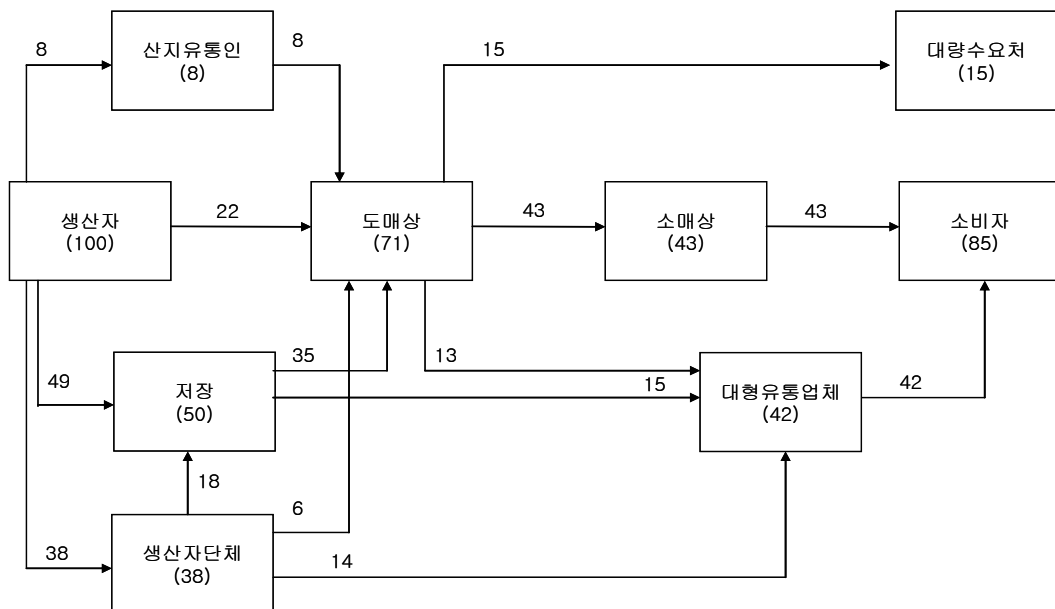 8
산지유통인
(8)
8
15
대량수요처
(15)
생산자
(100)
22
도매상
(71)
43
소매상
(43)
43
소비자
(85)
49
저장
(50)
35
13
15
대형유통업체
(42)
42
18
6
38
생산자단체
(38)
14